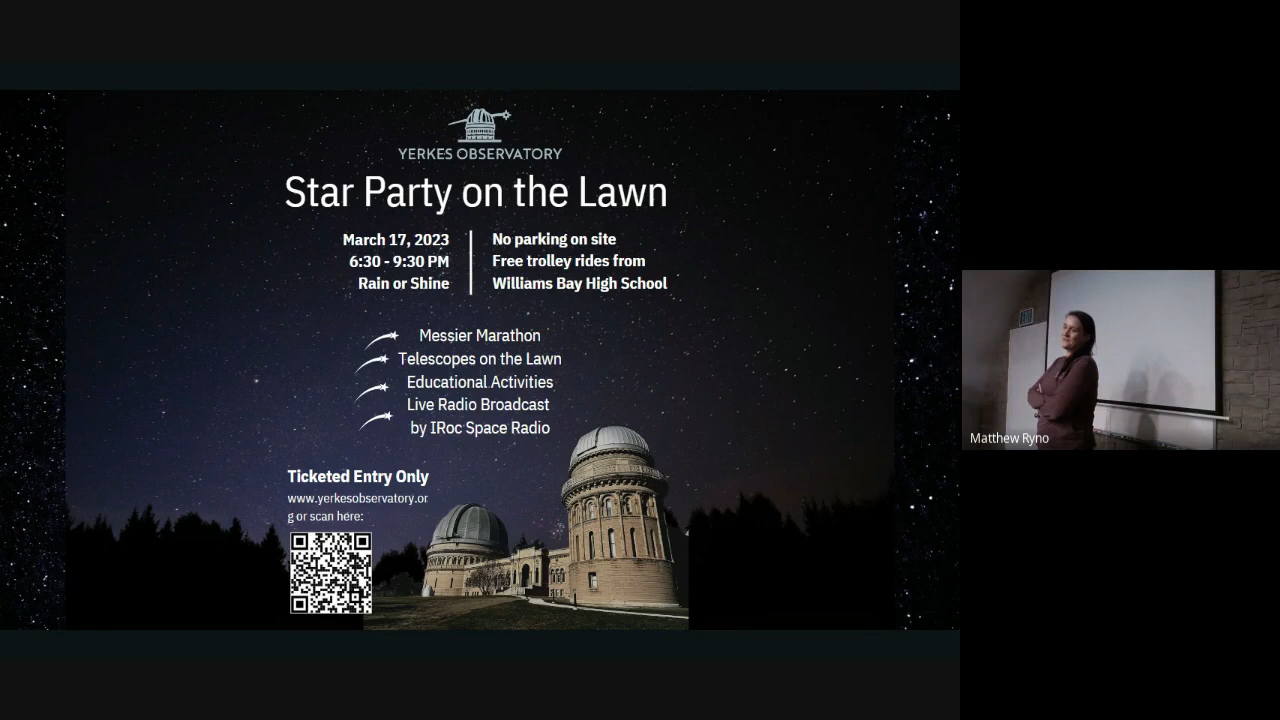 YERKES OBSERVATORY
Star Party on the Lawn
March 17, 2023
6:30 - 9:30 PM
Rain or Shine
No parking on site
Free trolley rides from
Williams Bay High School
Messier Marathon
Telescopes on the Lawn
Educational Activities
Live Radio Broadcast
by IRoc Space Radio
Ticketed Entry Only
www.yerkesobservatory.or
g or scan here:
Matthew Ryno